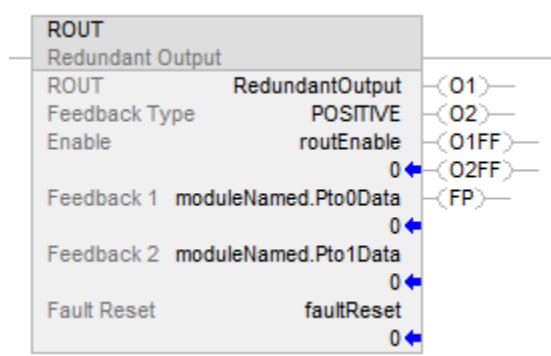 ROUT
Redundant Output
ROUT RedundantOutput (O1)
Feedback Type POSITIVE (O2)
Enable routEnable (O1FF)
0 (O2FF)
Feedback 1 moduleNamed.Pto0Data (FP)
0
Feedback 2 moduleNamed.Pto1Data
0
Fault Reset faultReset
0